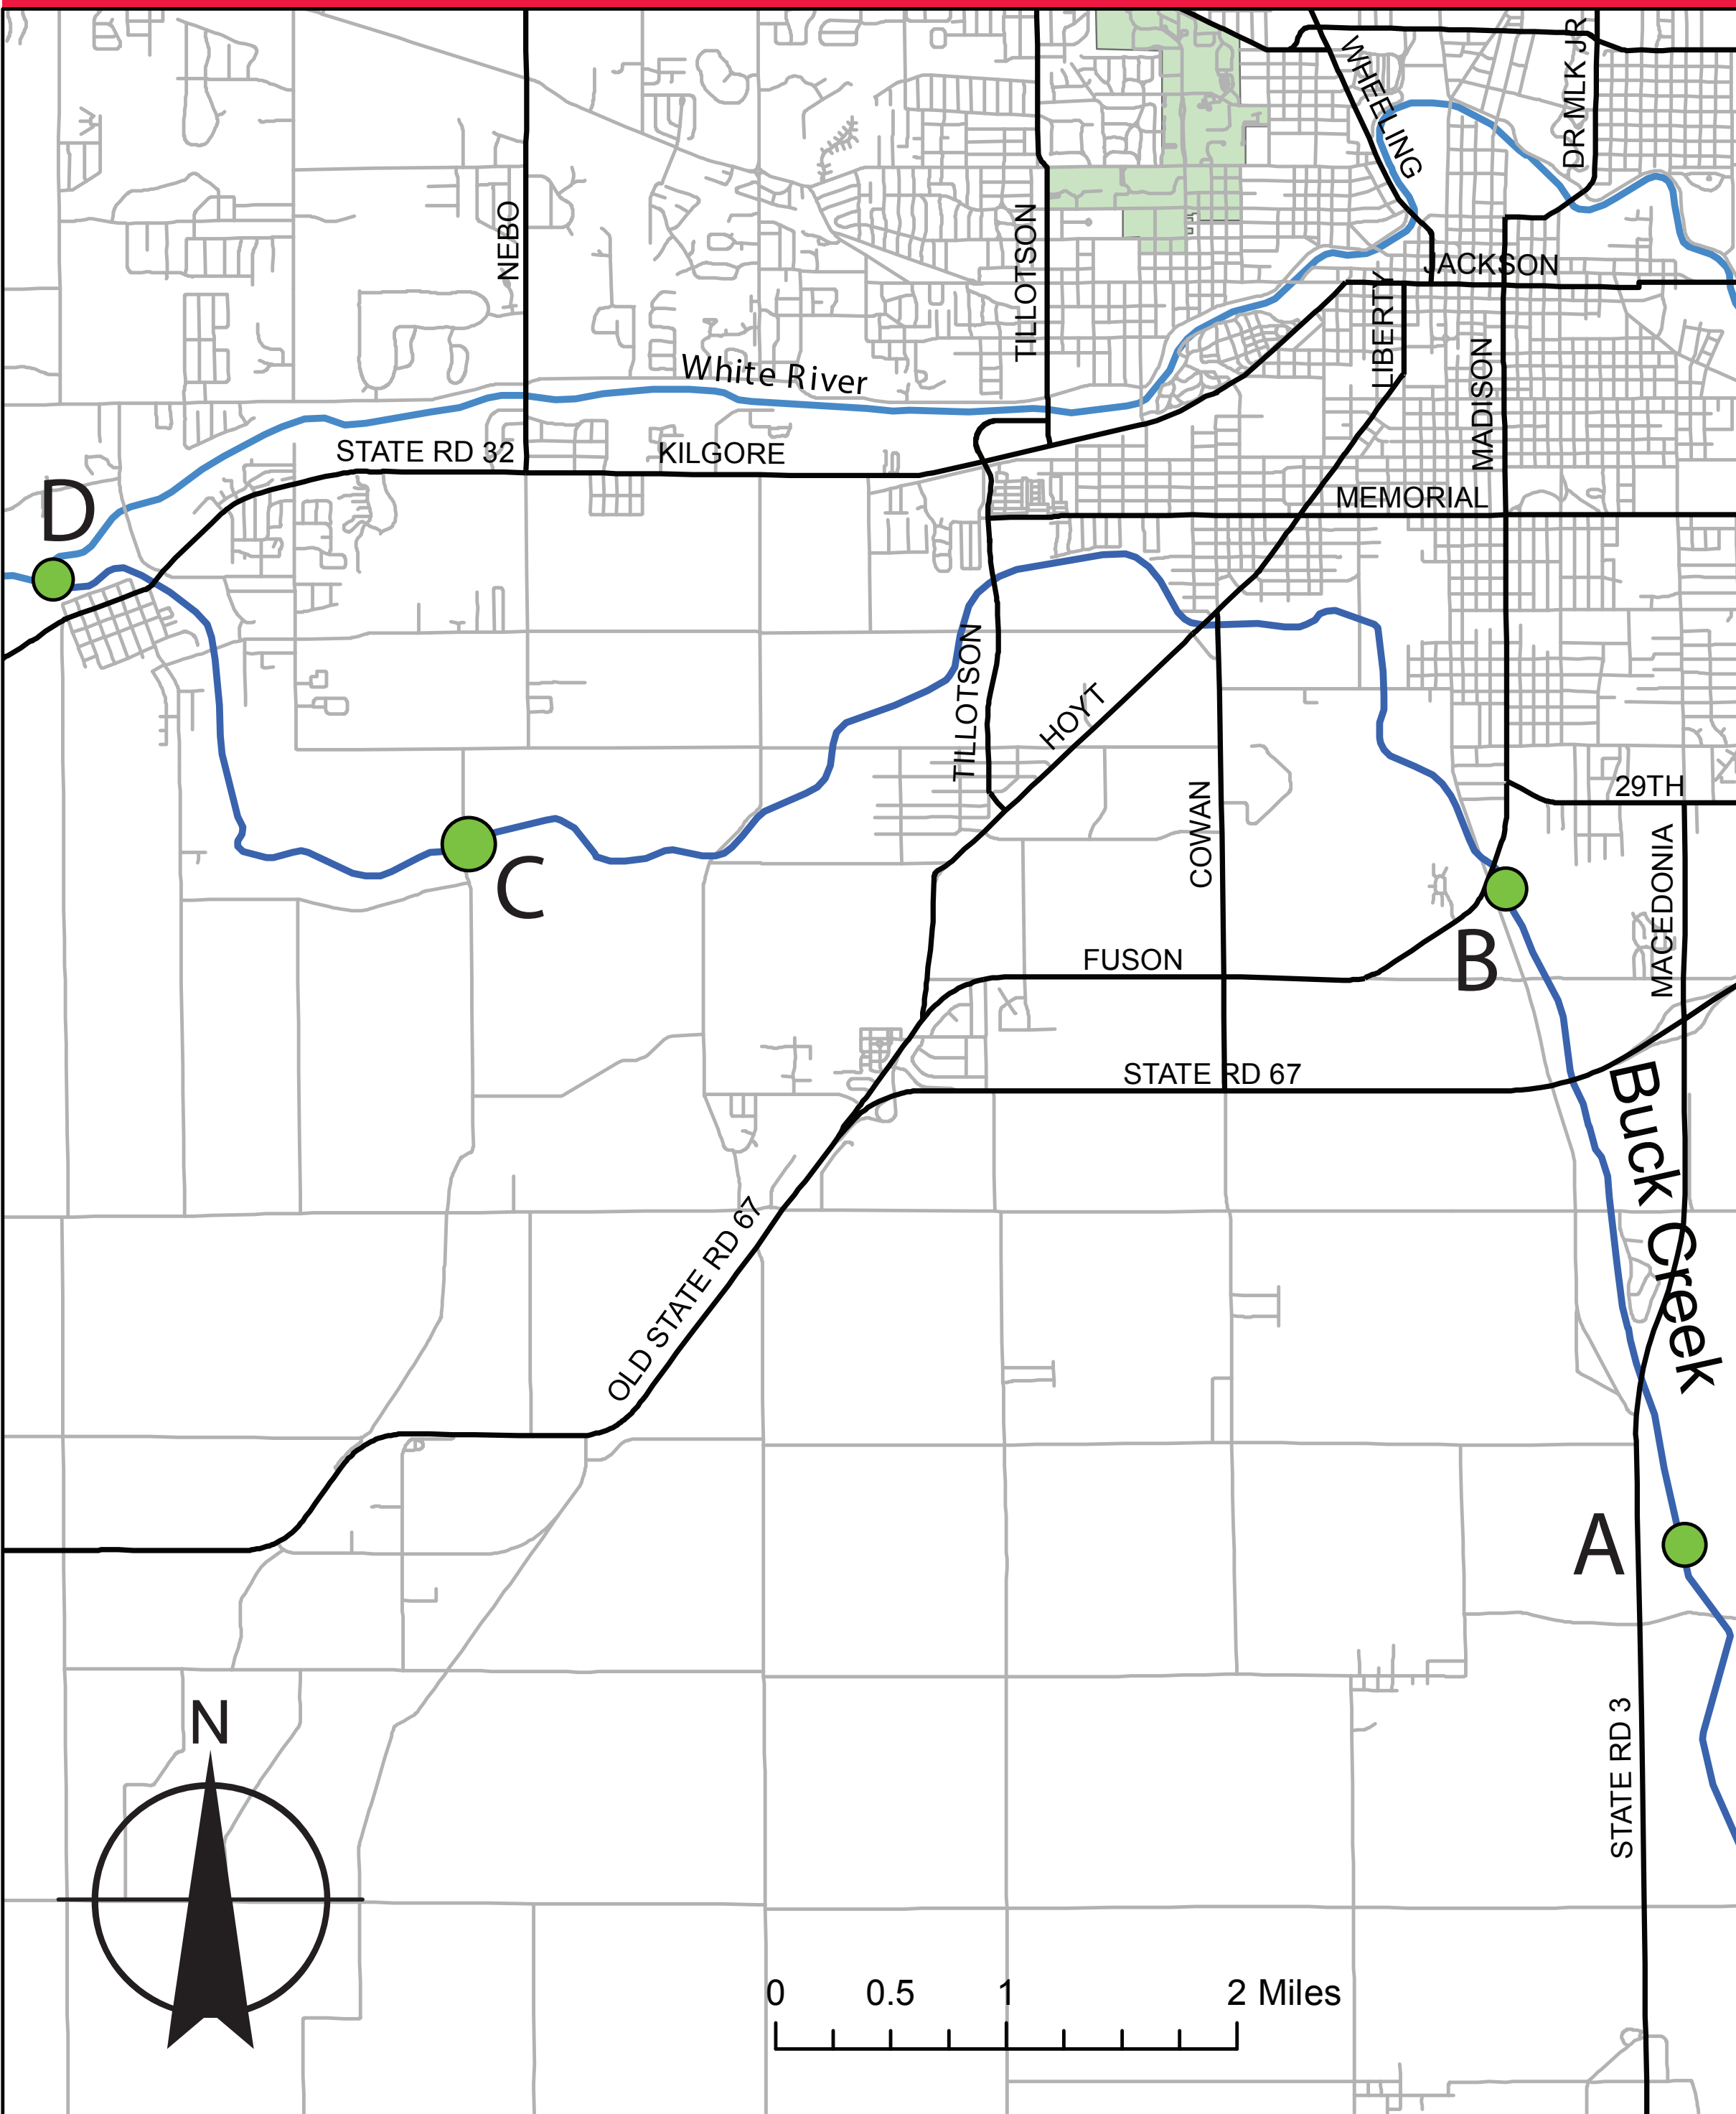 WHEELING
DR MLK JR
NEBO
TILLOTSON
JACKSON
LIBERTY
MADISON
White River
STATE RD 32
KILGORE
D
MEMORIAL
TILLOTSON
HOYT
COWAN
29TH
MACEDONIA
C
B
FUSON
STATE RD 67
Buck Creek
OLD STATE RD 67
A
N
STATE RD 3
0 0.5 1 2 Miles